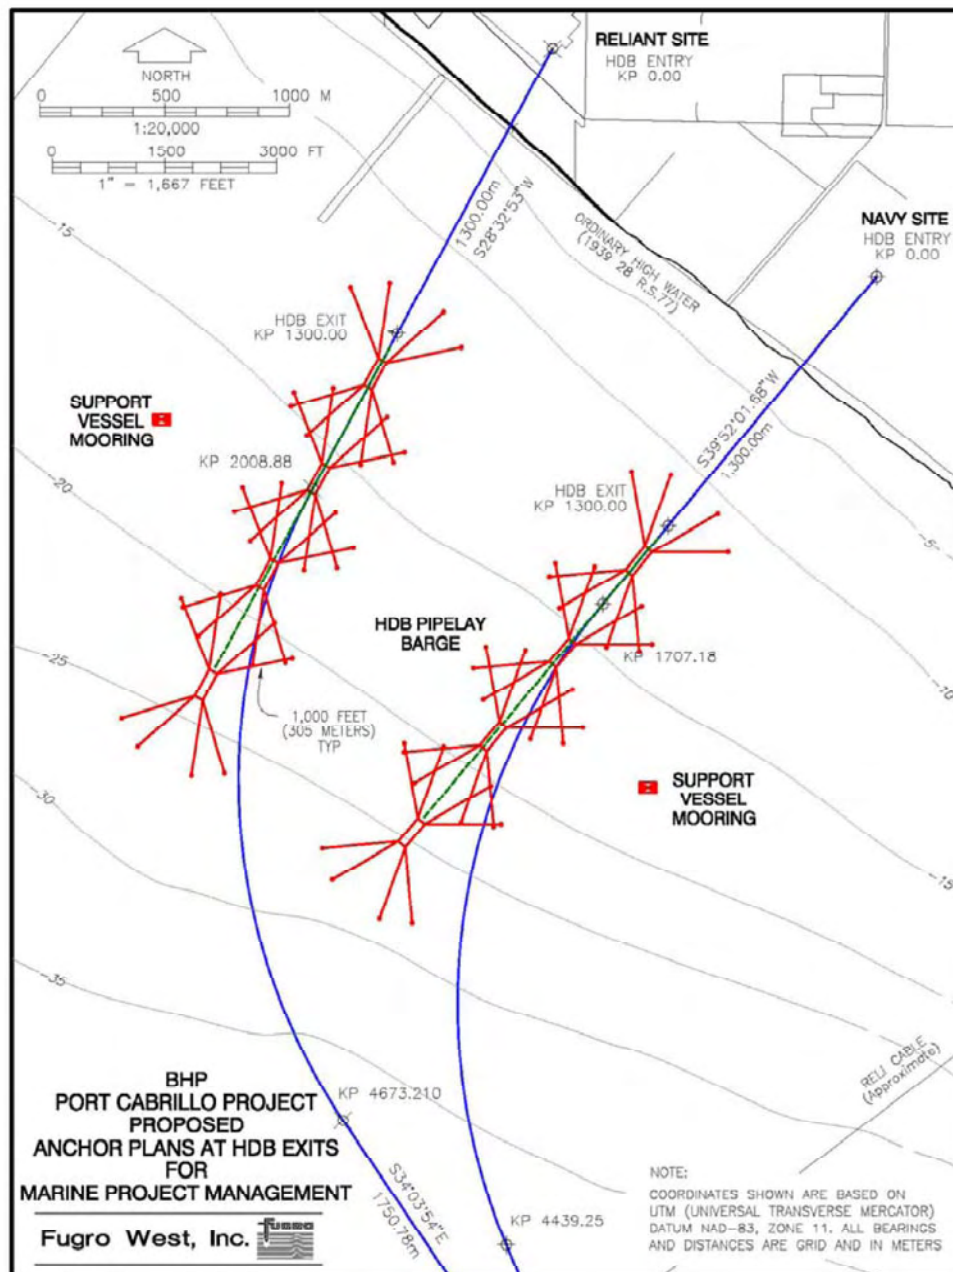 RELIANT SITE
HDB ENTRY
KP 0.00
NORTH
0 500 1000 M
1:20,000
0 1500 3000 FT
1" - 1,667 FEET
1300.00m
S28°32'53"W
ORDINARY HIGH WATER
(1939 28 R.S.77)
NAVY SITE
HDB ENTRY
KP 0.00
-15
HDB EXIT
KP 1300.00
SUPPORT
VESSEL
MOORING
S39°52'01.68"W
1300.00m
KP 2008.88
-20
HDB EXIT
KP 1300.00
-5
HDB PIPELAY
BARGE
KP 1707.18
-25
-10
1,000 FEET
(305 METERS)
TYP
SUPPORT
VESSEL
MOORING
-30
-15
-35
RELI CABLE
(Approximate)
BHP
PORT CABRILLO PROJECT
PROPOSED
ANCHOR PLANS AT HDB EXITS
FOR
MARINE PROJECT MANAGEMENT
KP 4673.210
S34°03'54"E
1750.78m
KP 4439.25
NOTE:
COORDINATES SHOWN ARE BASED ON
UTM (UNIVERSAL TRANSVERSE MERCATOR)
DATUM NAD-83, ZONE 11. ALL BEARINGS
AND DISTANCES ARE GRID AND IN METERS
Fugro West, Inc.
fugro